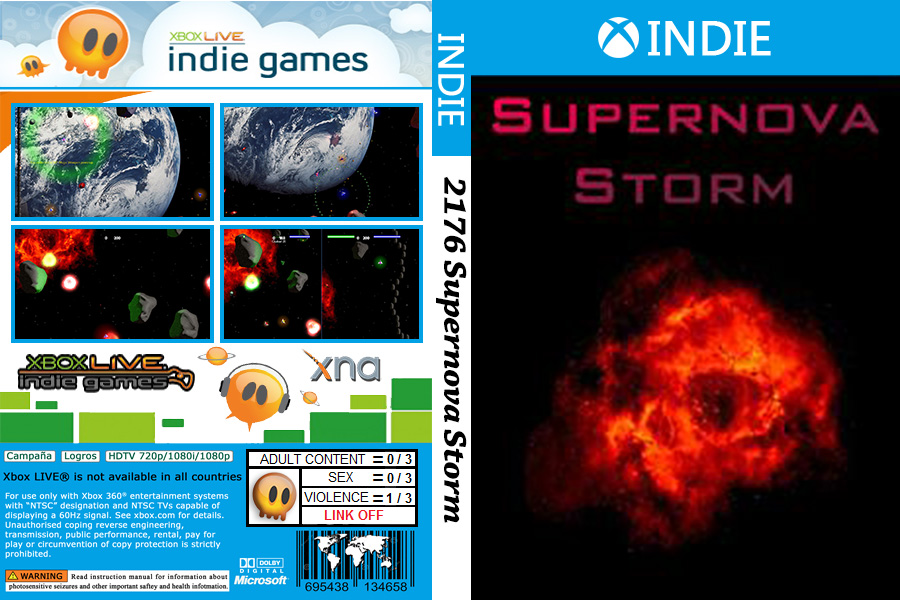 XBOX LIVE
indie games
XBOX LIVE
indie games
xna
Campaña Logros HDTV 720p/1080i/1080p
Xbox LIVE® is not available in all countries
For use only with Xbox 360® entertainment systems
with “NTSC” designation and NTSC TVs capable of
displaying a 60Hz signal. See xbox.com for details.
Unauthorised coping reverse engineering,
transmission, public performance, rental, pay for
play or circumvention of copy protection is strictly
prohibited.
WARNING Read instruction manual for information about
photosensitive seizures and other important saftey and health infotmation.
ADULT CONTENT = 0 / 3
SEX = 0 / 3
VIOLENCE = 1 / 3
LINK OFF
DOLBY
DIGITAL
Microsoft®
695438 134658
INDIE
2176 Supernova Storm
INDIE
SUPERNOVA
STORM